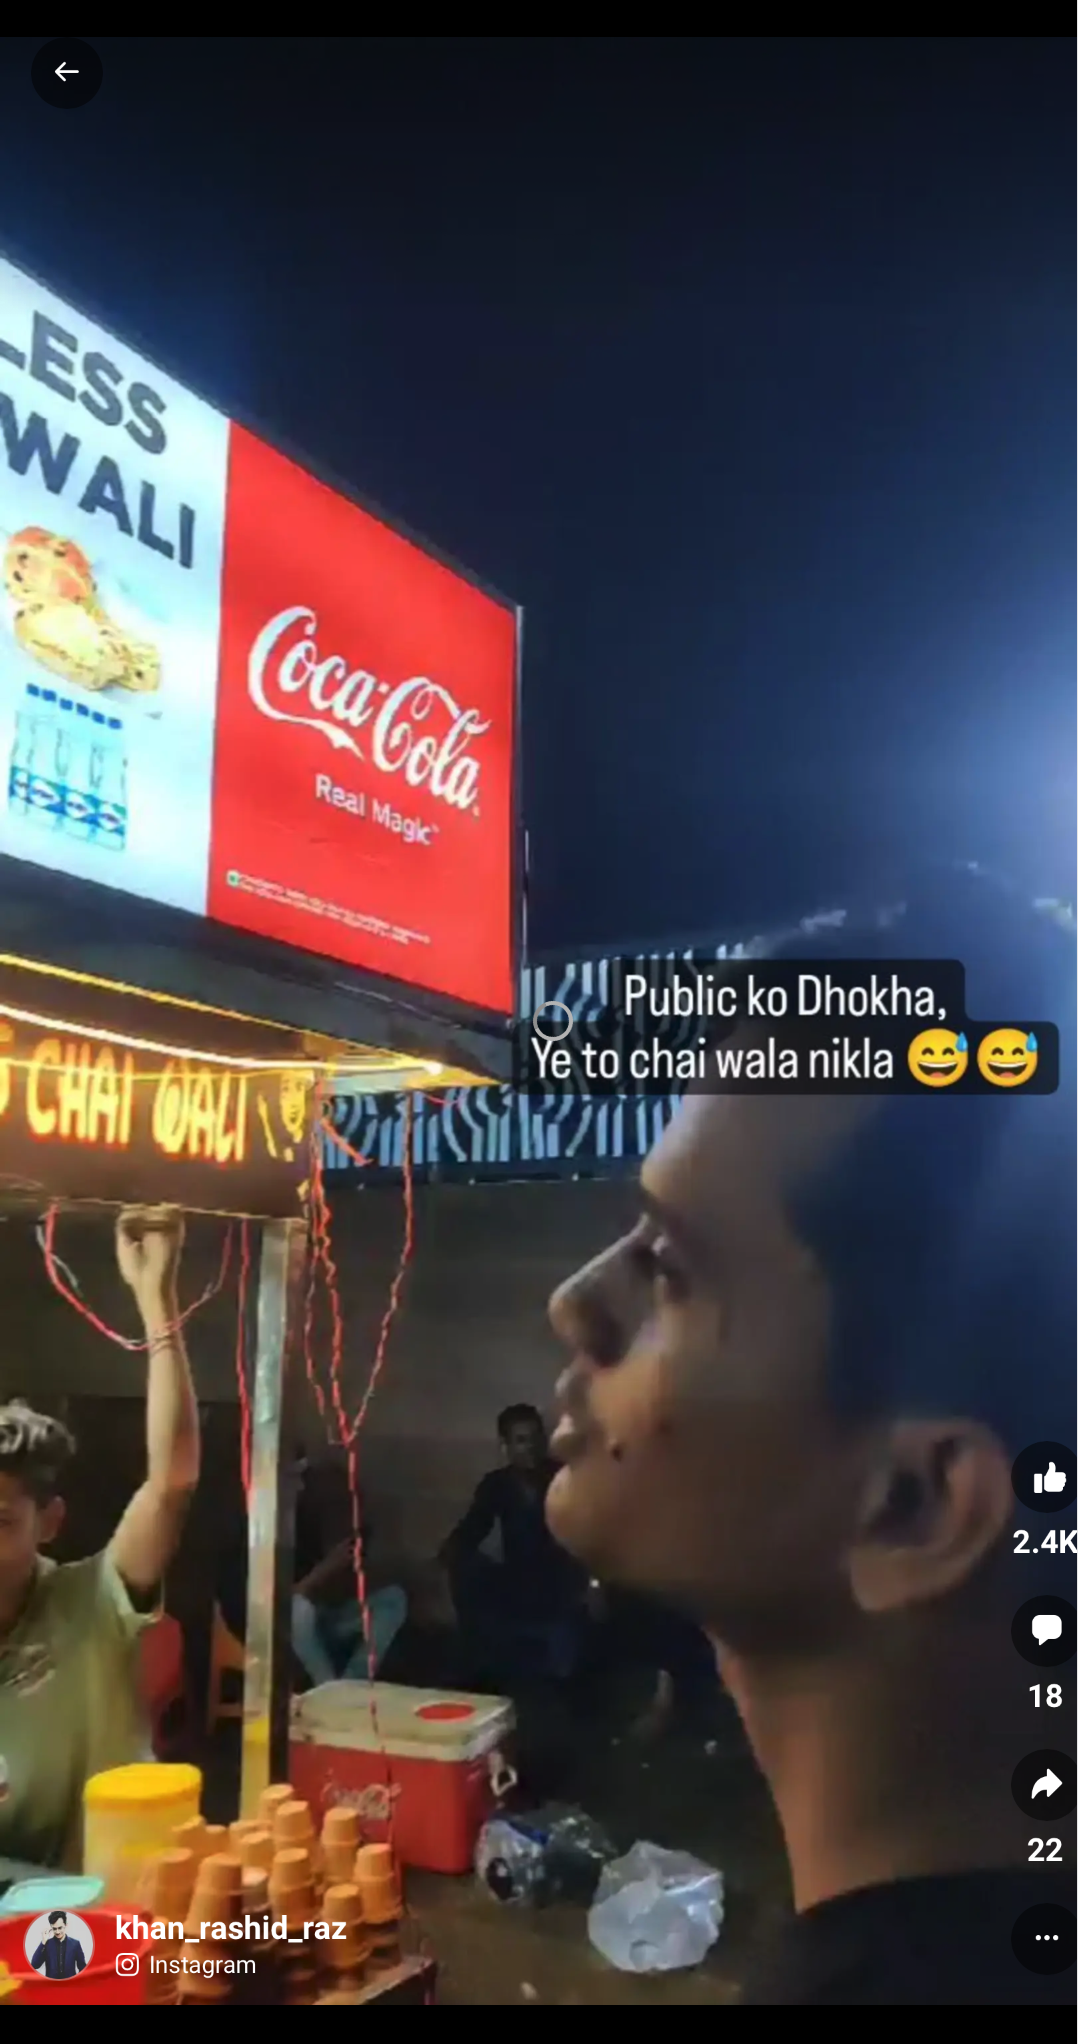 LESS
WALI
Coca-Cola
Real Magic™
CHAI WALI
Public ko Dhokha,
Ye to chai wala nikla 😅😅
2.4K
18
22
khan_rashid_raz
Instagram